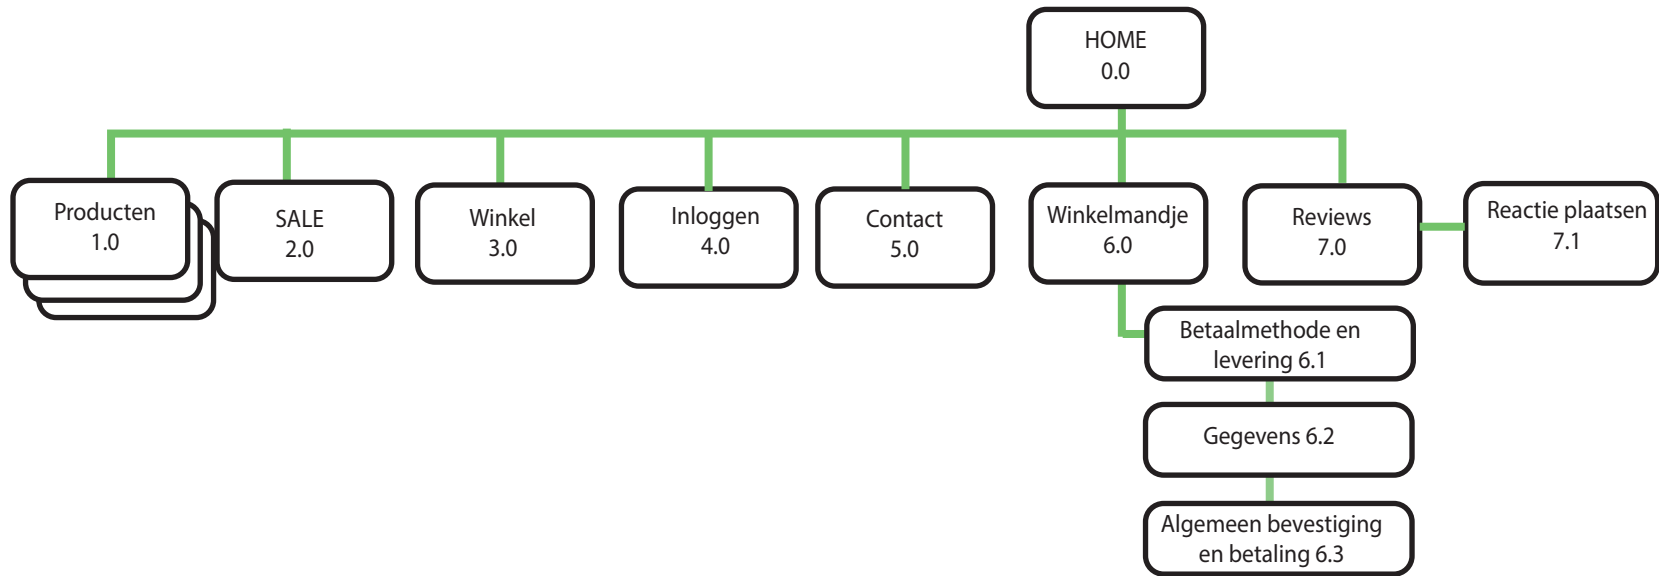 HOME
0.0
Producten
1.0
SALE
2.0
Winkel
3.0
Inloggen
4.0
Contact
5.0
Winkelmandje
6.0
Reviews
7.0
Reactie plaatsen
7.1
Betaalmethode en
levering 6.1
Gegevens 6.2
Algemeen bevestiging
en betaling 6.3